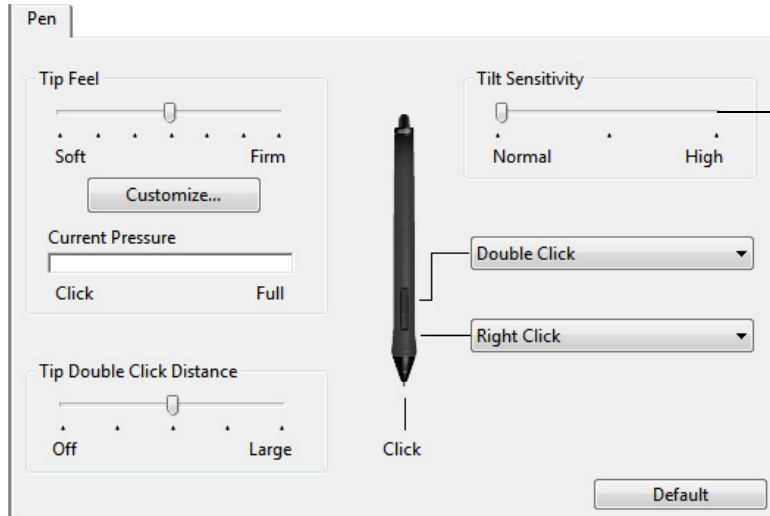 Pen
Tip Feel
Soft Firm
Customize...
Current Pressure
Click Full
Tip Double Click Distance
Off Large
Click
Tilt Sensitivity
Normal High
Double Click
Right Click
Default